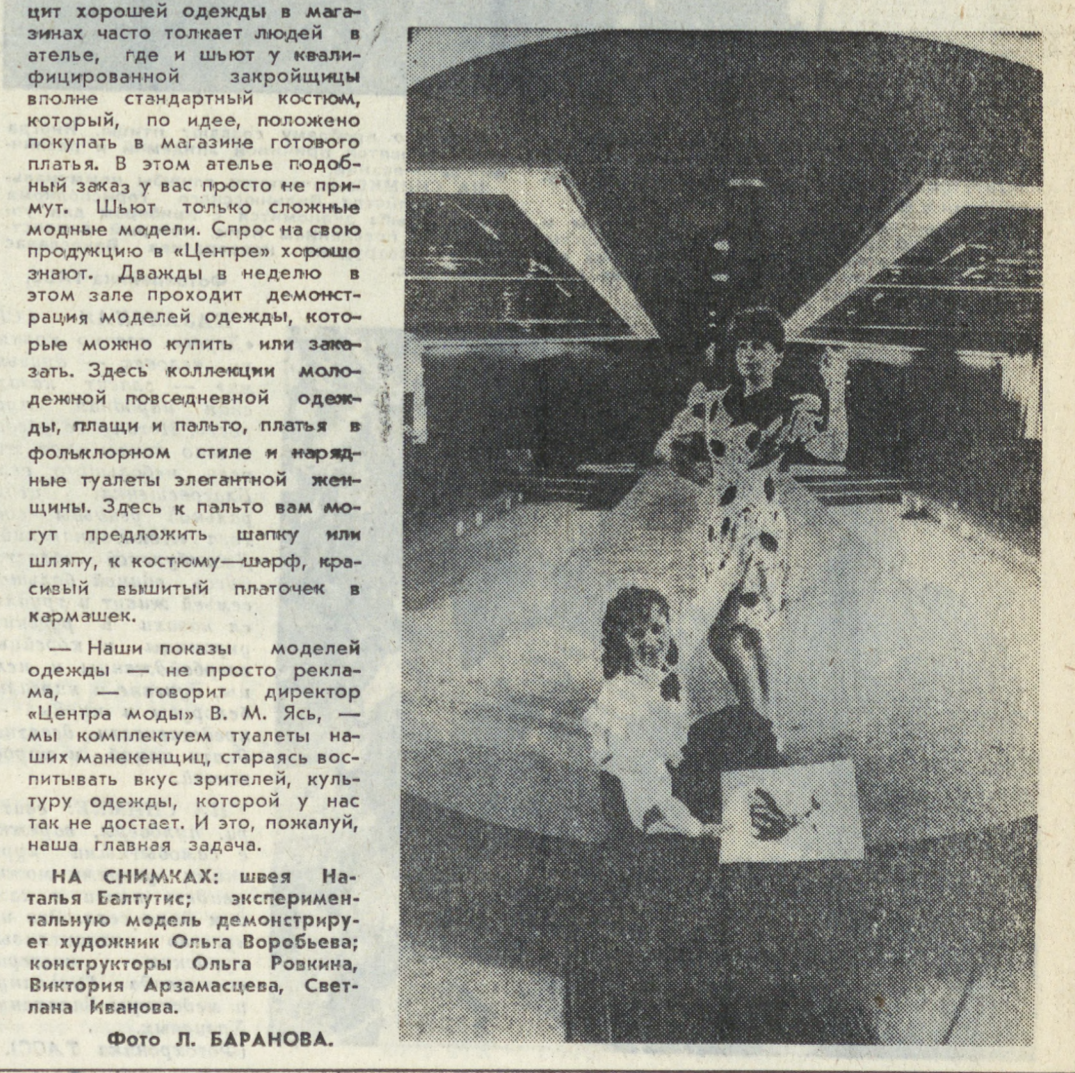 цит хорошей одежды в мага-
зинах часто толкает людей в
ателье, где и шьют у квали-
фицированной закройщицы
вполне стандартный костюм,
который, по идее, положено
покупать в магазине готового
платья. В этом ателье подоб-
ный заказ у вас просто не при-
мут. Шьют только сложные
модные модели. Спрос на свою
продукцию в «Центре» хорошо
знают. Дважды в неделю в
этом зале проходит демонст-
рация моделей одежды, кото-
рые можно купить или зака-
зать. Здесь коллекции моло-
дежной повседневной одеж-
ды, плащи и пальто, платья в
фольклорном стиле и наряд-
ные туалеты элегантной жен-
щины. Здесь к пальто вам мо-
гут предложить шапку или
шляпу, к костюму—шарф, кра-
сивый вышитый платочек в
кармашек.
— Наши показы моделей
одежды — не просто рекла-
ма, — говорит директор
«Центра моды» В. М. Ясь, —
мы комплектуем туалеты на-
ших манекенщиц, стараясь вос-
питывать вкус зрителей, куль-
туру одежды, которой у нас
так не достает. И это, пожалуй,
наша главная задача.
НА СНИМКАХ: швея На-
талья Балтутис; эксперимен-
тальную модель демонстриру-
ет художник Ольга Воробьева;
конструкторы Ольга Ровкина,
Виктория Арзамасцева, Свет-
лана Иванова.
Фото Л. БАРАНОВА.